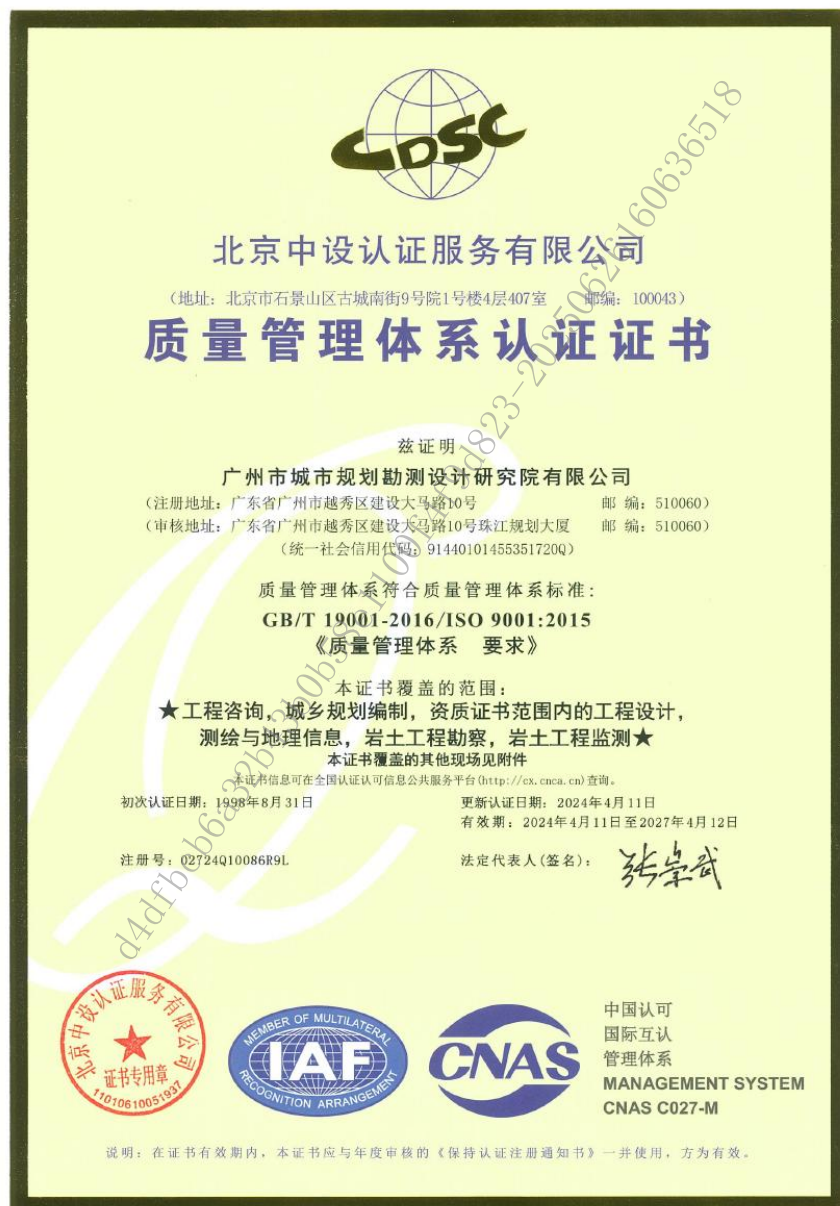 CDSC
北京中设认证服务有限公司
（地址：北京市石景山区古城南街9号院1号楼4层407室 邮编：100043）
质量管理体系认证证书
兹证明
广州市城市规划勘测设计研究院有限公司
（注册地址：广东省广州市越秀区建设大马路10号 邮 编：510060）
（审核地址：广东省广州市越秀区建设大马路10号珠江规划大厦 邮 编：510060）
（统一社会信用代码：91440101455351720Q）
质量管理体系符合质量管理体系标准：
GB/T 19001-2016/ISO 9001:2015
《质量管理体系 要求》
本证书覆盖的范围：
★工程咨询，城乡规划编制，资质证书范围内的工程设计，
测绘与地理信息，岩土工程勘察，岩土工程监测★
本证书覆盖的其他现场见附件
本证书信息可在全国认证认可信息公共服务平台(http://cx.cnca.cn)查询。
初次认证日期：1998年8月31日
更新认证日期：2024年4月11日
有效期：2024年4月11日至2027年4月12日
注册号：02724Q10086R9L
法定代表人(签名)：张崇武
北京中设认证服务有限公司
证书专用章
11010610051937
MEMBER OF MULTILATERAL
IAF
RECOGNITION ARRANGEMENT
CNAS
中国认可
国际互认
管理体系
MANAGEMENT SYSTEM
CNAS C027-M
说明：在证书有效期内，本证书应与年度审核的《保持认证注册通知书》一并使用，方为有效。